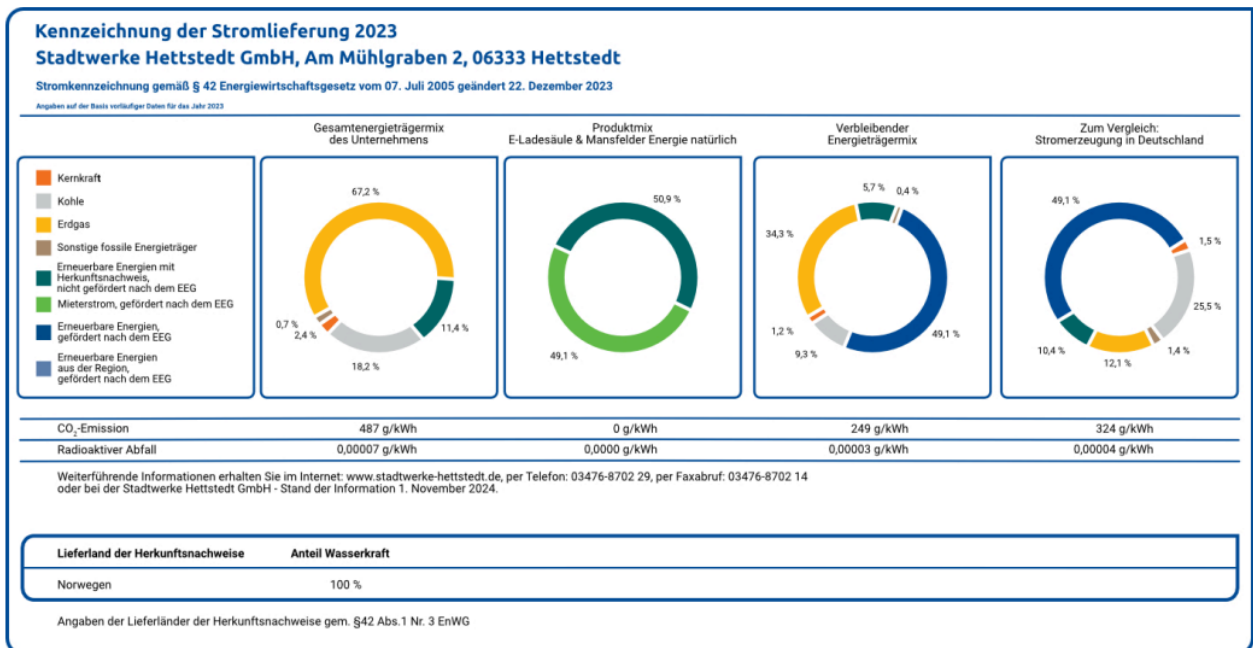 Kennzeichnung der Stromlieferung 2023
Stadtwerke Hettstedt GmbH, Am Mühlgraben 2, 06333 Hettstedt
Stromkennzeichnung gemäß § 42 Energiewirtschaftsgesetz vom 07. Juli 2005 geändert 22. Dezember 2023
Angaben auf der Basis vorläufiger Daten für das Jahr 2023
Gesamtenergieträgermix
des Unternehmens
Produktmix
E-Ladesäule & Mansfelder Energie natürlich
Verbleibender
Energieträgermix
Zum Vergleich:
Stromerzeugung in Deutschland
Kernkraft
Kohle
Erdgas
Sonstige fossile Energieträger
Erneuerbare Energien mit
Herkunftsnachweis,
nicht gefördert nach dem EEG
Mieterstrom, gefördert nach dem EEG
Erneuerbare Energien,
gefördert nach dem EEG
Erneuerbare Energien
aus der Region,
gefördert nach dem EEG
67,2 %
0,7 %
2,4 %
18,2 %
11,4 %
50,9 %
49,1 %
5,7 %
0,4 %
34,3 %
1,2 %
9,3 %
49,1 %
49,1 %
1,5 %
25,5 %
1,4 %
12,1 %
10,4 %
CO2-Emission 487 g/kWh 0 g/kWh 249 g/kWh 324 g/kWh
Radioaktiver Abfall 0,00007 g/kWh 0,0000 g/kWh 0,00003 g/kWh 0,00004 g/kWh
Weiterführende Informationen erhalten Sie im Internet: www.stadtwerke-hettstedt.de, per Telefon: 03476-8702 29, per Faxabruf: 03476-8702 14
oder bei der Stadtwerke Hettstedt GmbH - Stand der Information 1. November 2024.
Lieferland der Herkunftsnachweise Anteil Wasserkraft
Norwegen 100 %
Angaben der Lieferländer der Herkunftsnachweise gem. §42 Abs.1 Nr. 3 EnWG